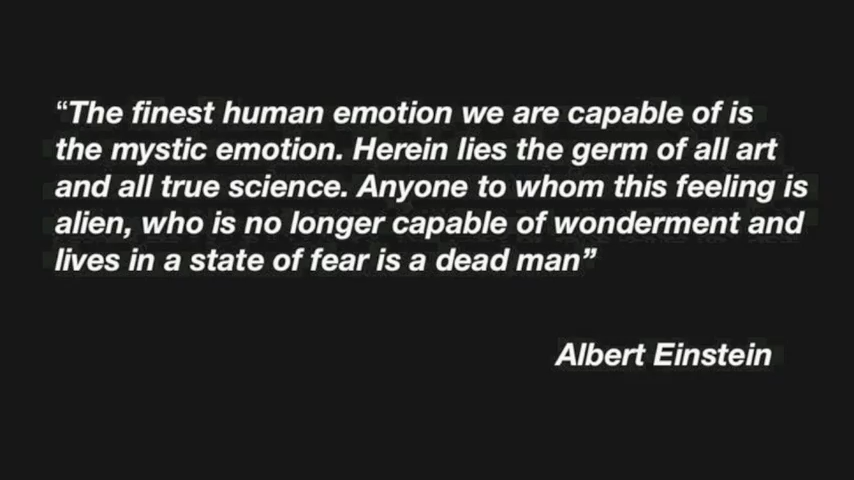 “The finest human emotion we are capable of is
the mystic emotion. Herein lies the germ of all art
and all true science. Anyone to whom this feeling is
alien, who is no longer capable of wonderment and
lives in a state of fear is a dead man”
Albert Einstein